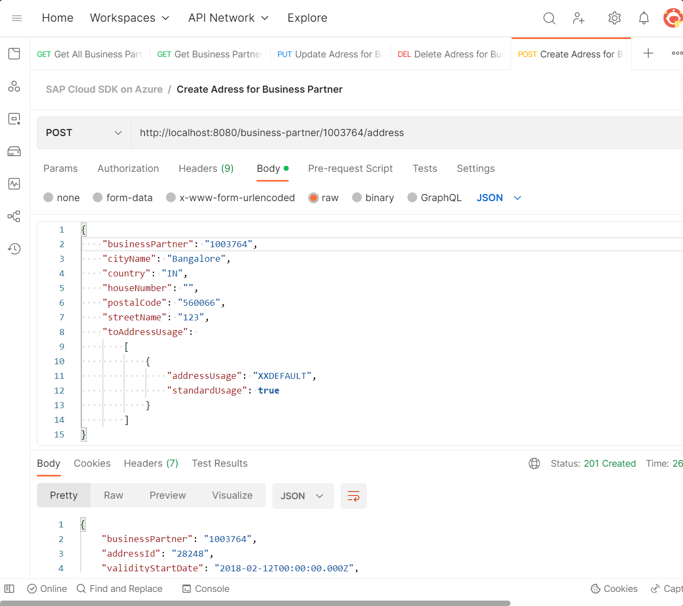 Home Workspaces API Network Explore
GET Get All Business Par GET Get Business Partne PUT Update Adress for B DEL Delete Adress for Bu POST Create Adress for B
SAP Cloud SDK on Azure / Create Adress for Business Partner
POST http://localhost:8080/business-partner/1003764/address
Params Authorization Headers (9) Body Pre-request Script Tests Settings
none form-data x-www-form-urlencoded raw binary GraphQL JSON
1 {
2 "businessPartner": "1003764",
3 "cityName": "Bangalore",
4 "country": "IN",
5 "houseNumber": "",
6 "postalCode": "560066",
7 "streetName": "123",
8 "toAddressUsage":
9 [
10 {
11 "addressUsage": "XXDEFAULT",
12 "standardUsage": true
13 }
14 ]
15 }
Body Cookies Headers (7) Test Results Status: 201 Created Time: 26
Pretty Raw Preview Visualize JSON
1 {
2 "businessPartner": "1003764",
3 "addressId": "28248",
4 "validityStartDate": "2018-02-12T00:00:00.000Z",
Online Find and Replace Console Cookies Capt